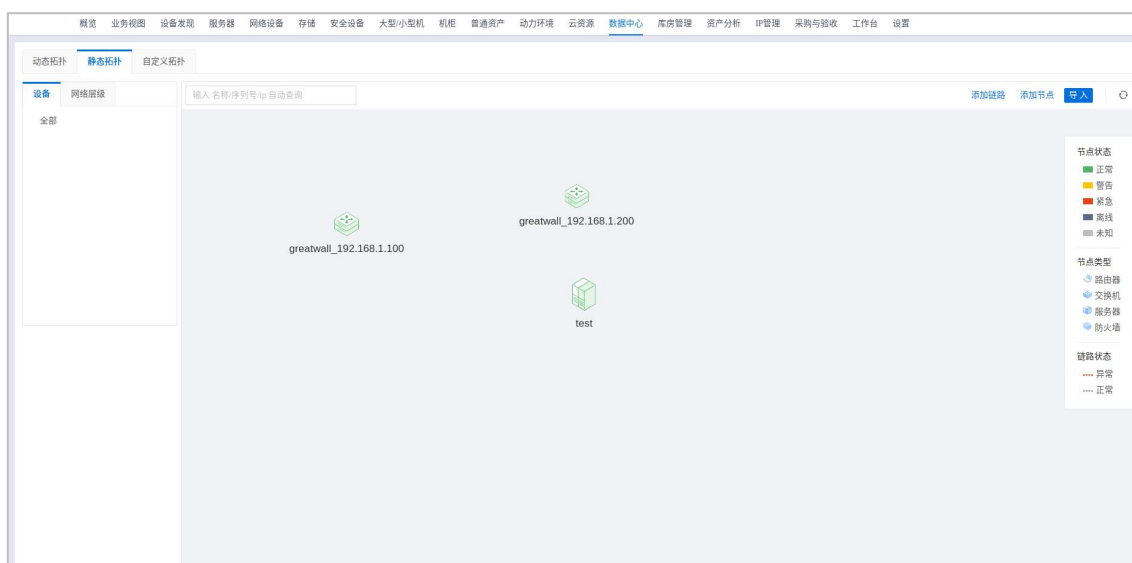 概览 业务视图 设备发现 服务器 网络设备 存储 安全设备 大型/小型机 机柜 普通资产 动力环境 云资源 数据中心 库房管理 资产分析 IP管理 采购与验收 工作台 设置
动态拓扑 静态拓扑 自定义拓扑
设备 网络层级
输入 名称/序列号/ip 自动查询
添加链路 添加节点 导入
全部
节点状态
正常
警告
紧急
离线
未知
greatwall_192.168.1.200
greatwall_192.168.1.100
test
节点类型
路由器
交换机
服务器
防火墙
链路状态
异常
正常